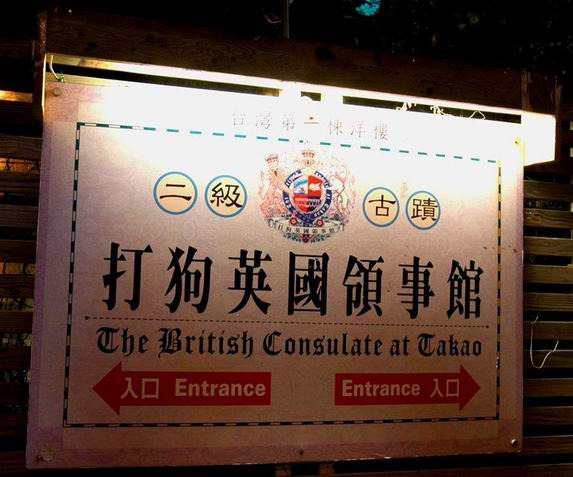 台灣第一棟洋樓
二級 古蹟
打狗英國領事館
The British Consulate at Takao
入口 Entrance
Entrance 入口